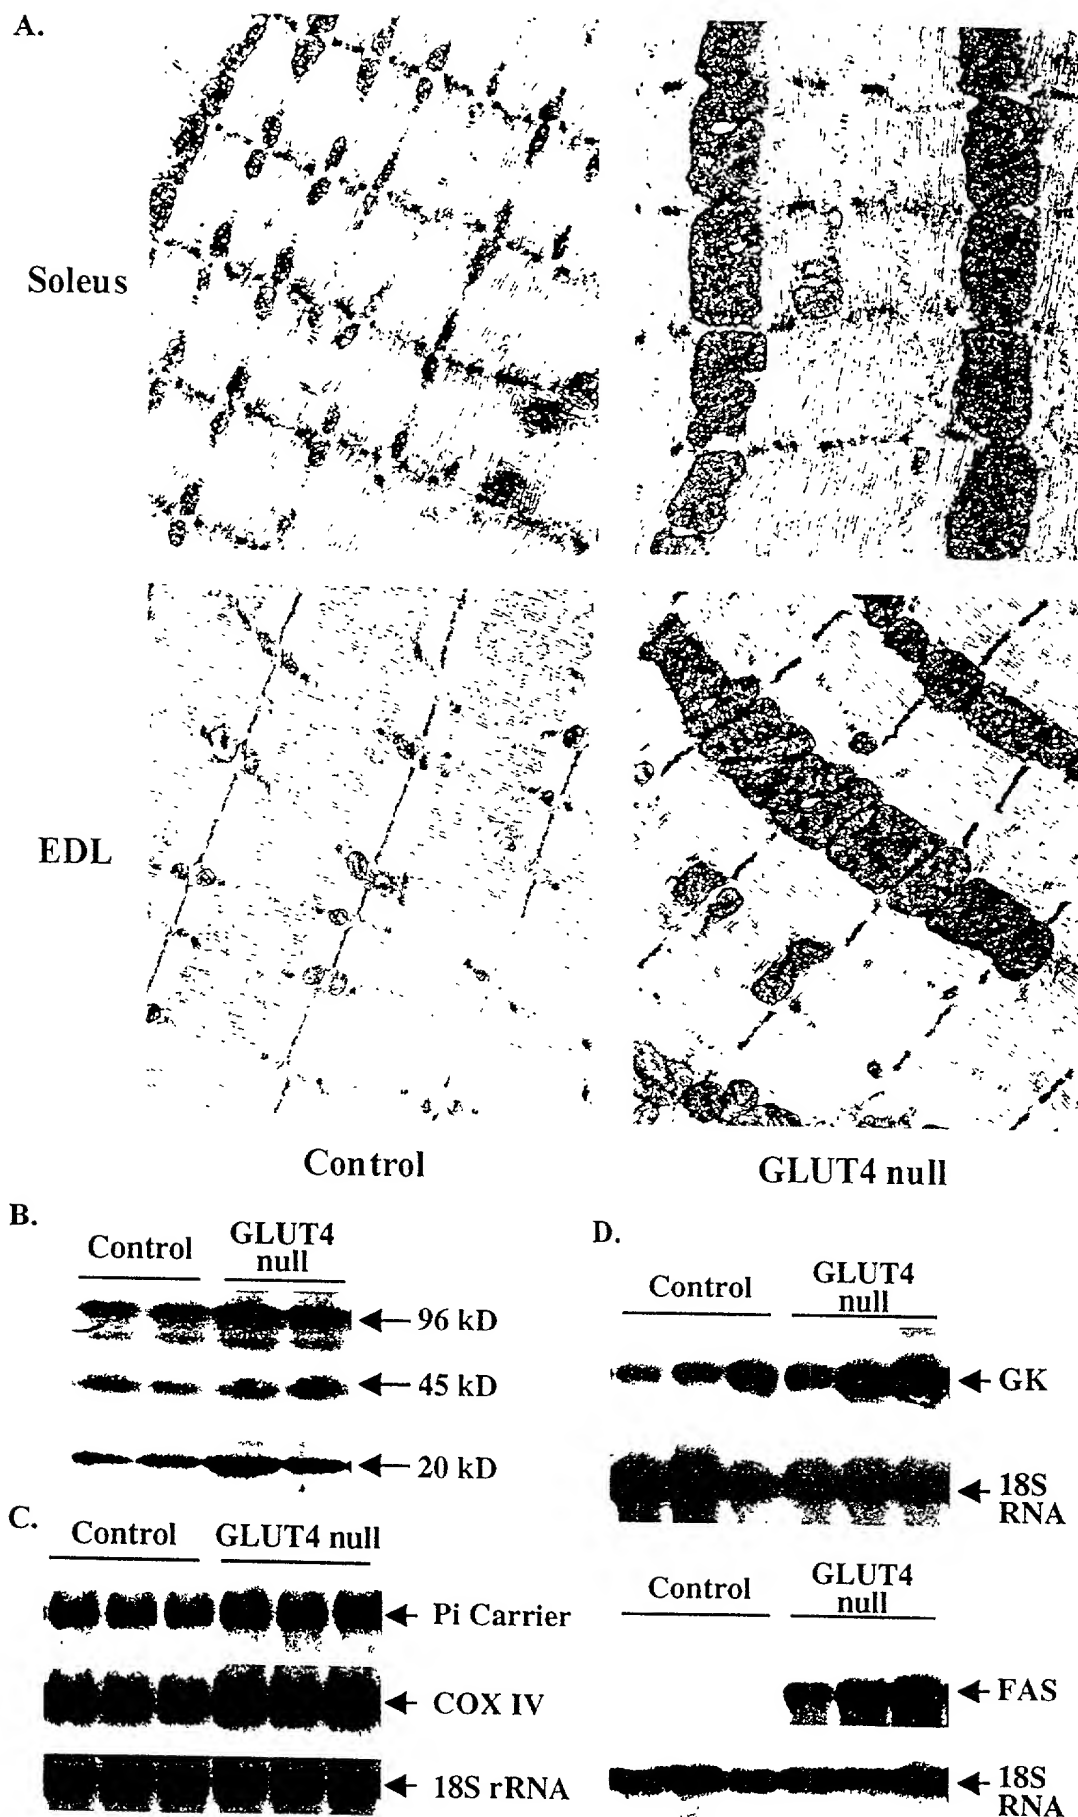 A.
Soleus
EDL
Control
GLUT4 null
B.
Control
GLUT4
null
96 kD
45 kD
20 kD
C.
Control
GLUT4 null
Pi Carrier
COX IV
18S rRNA
D.
Control
GLUT4
null
GK
18S
RNA
Control
GLUT4
null
FAS
18S
RNA